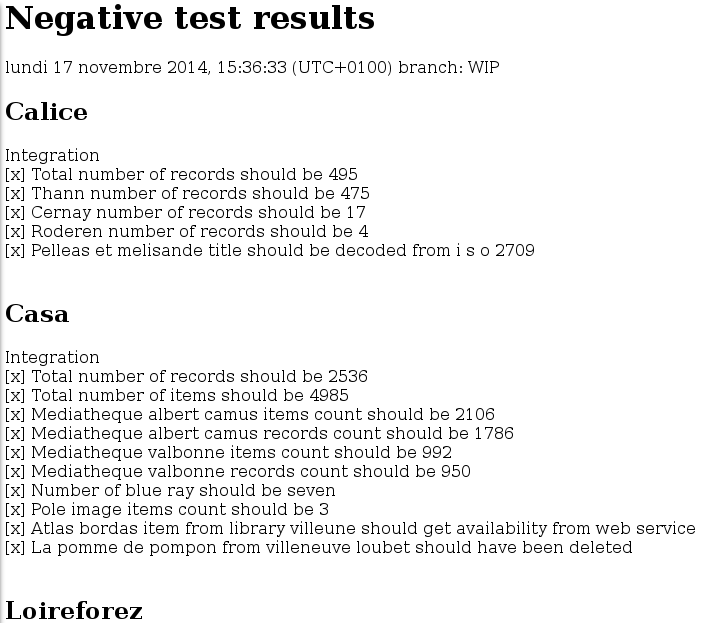 Negative test results
lundi 17 novembre 2014, 15:36:33 (UTC+0100) branch: WIP
Calice
Integration
[x] Total number of records should be 495
[x] Thann number of records should be 475
[x] Cernay number of records should be 17
[x] Roderen number of records should be 4
[x] Pelleas et melisande title should be decoded from i s o 2709
Casa
Integration
[x] Total number of records should be 2536
[x] Total number of items should be 4985
[x] Mediatheque albert camus items count should be 2106
[x] Mediatheque albert camus records count should be 1786
[x] Mediatheque valbonne items count should be 992
[x] Mediatheque valbonne records count should be 950
[x] Number of blue ray should be seven
[x] Pole image items count should be 3
[x] Atlas bordas item from library villeune should get availability from web service
[x] La pomme de pompon from villeneuve loubet should have been deleted
Loireforez